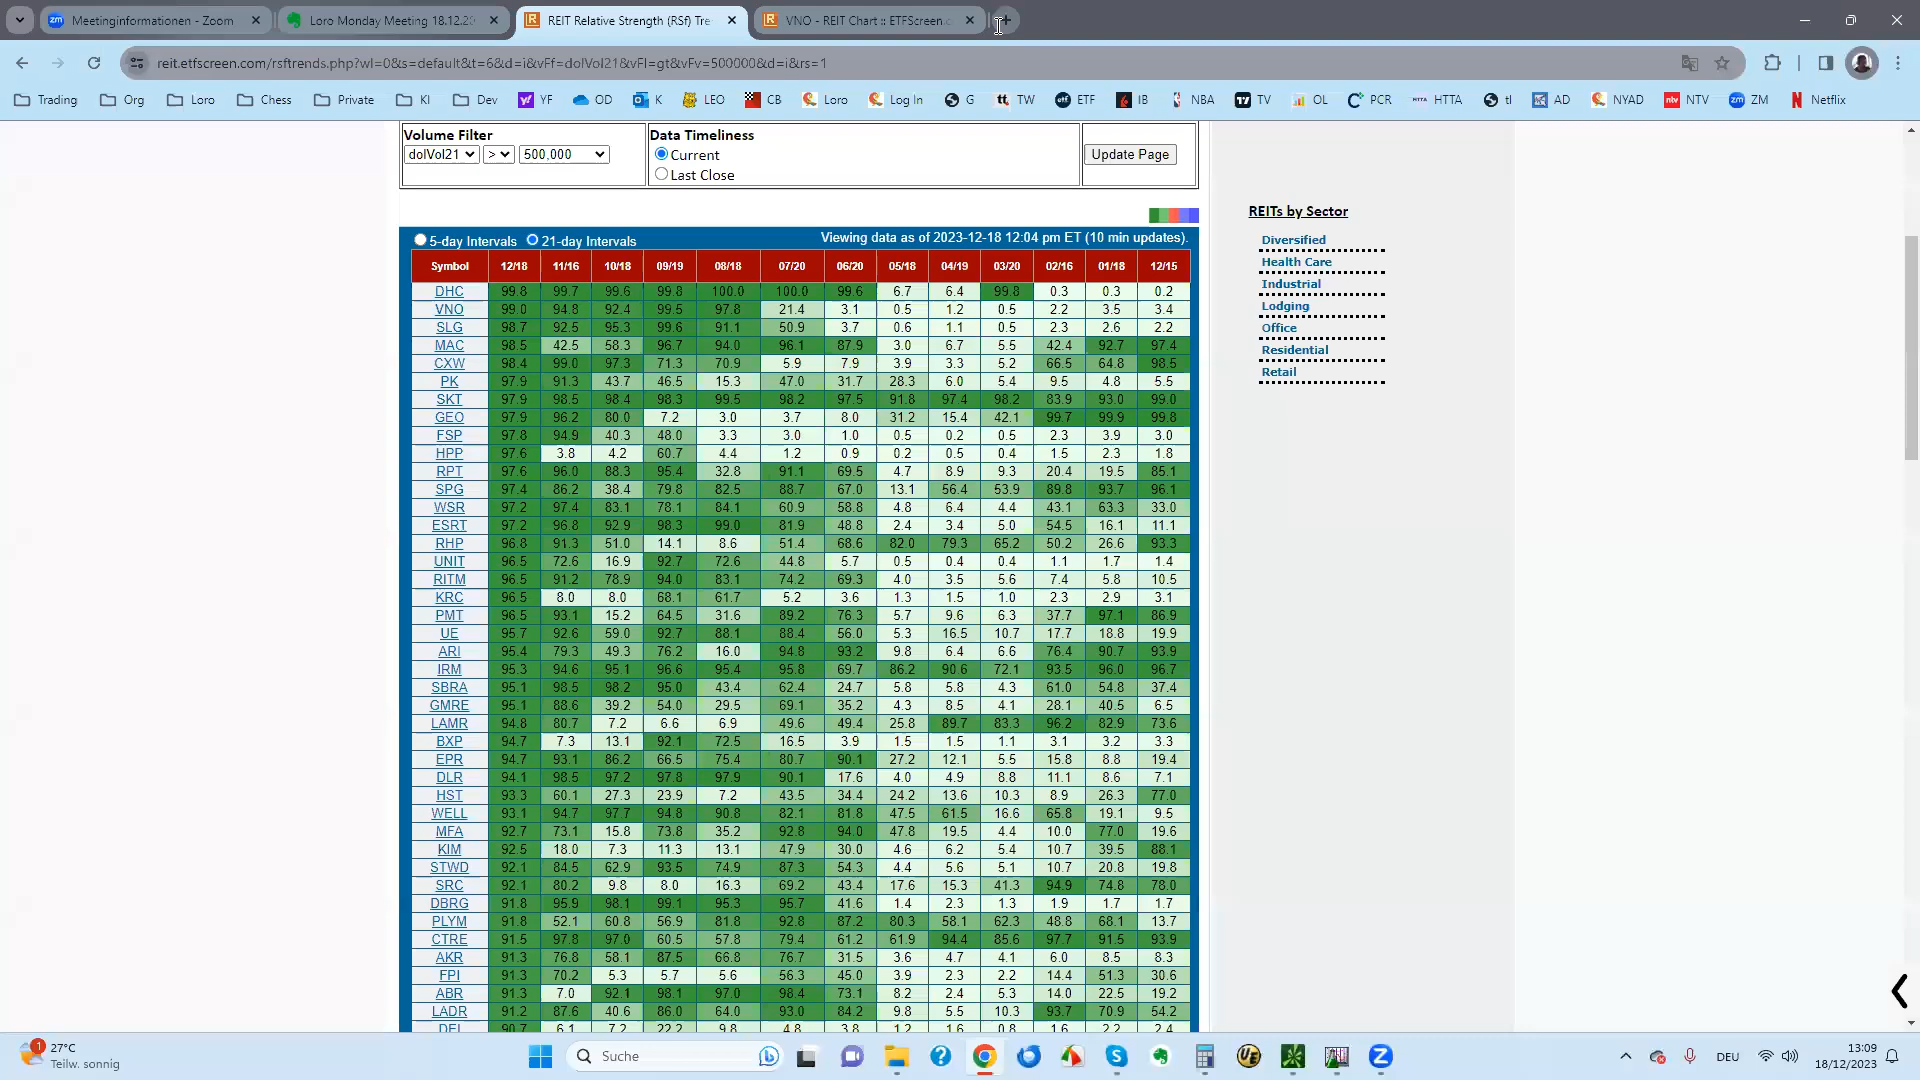 Meetinginformationen - Zoom
Loro Monday Meeting 18.12.2
REIT Relative Strength (RSf) Tre
VNO - REIT Chart :: ETFScreen.c
reit.etfscreen.com/rsftrends.php?wl=0&s=default&t=6&d=i&vFf=dolVol21&vFl=gt&vFv=500000&d=i&rs=1
Trading Org Loro Chess Private KI Dev YF OD K LEO CB Loro Log In G TW ETF IB NBA TV OL PCR HTTA tl AD NYAD NTV ZM Netflix
Volume Filter Data Timeliness
dolVol21 > 500,000 Current Update Page
Last Close
REITs by Sector
Diversified
Health Care
Industrial
Lodging
Office
Residential
Retail
5-day Intervals 21-day Intervals Viewing data as of 2023-12-18 12:04 pm ET (10 min updates).
Symbol 12/18 11/16 10/18 09/19 08/18 07/20 06/20 05/18 04/19 03/20 02/16 01/18 12/15
DHC 99.8 99.7 99.6 99.8 100.0 100.0 99.6 6.7 6.4 99.8 0.3 0.3 0.2
VNO 99.0 94.8 92.4 99.5 97.8 21.4 3.1 0.5 1.2 0.5 2.2 3.5 3.4
SLG 98.7 92.5 95.3 99.6 91.1 50.9 3.7 0.6 1.1 0.5 2.3 2.6 2.2
MAC 98.5 42.5 58.3 96.7 94.0 96.1 87.9 3.0 6.7 5.5 42.4 92.7 97.4
CXW 98.4 99.0 97.3 71.3 70.9 5.9 7.9 3.9 3.3 5.2 66.5 64.8 98.5
PK 97.9 91.3 43.7 46.5 15.3 47.0 31.7 28.3 6.0 5.4 9.5 4.8 5.5
SKT 97.9 98.5 98.4 98.3 99.5 98.2 97.5 91.8 97.4 98.2 83.9 93.0 99.0
GEO 97.9 96.2 80.0 7.2 3.0 3.7 8.0 31.2 15.4 42.1 99.7 99.9 99.8
FSP 97.8 94.9 40.3 48.0 3.3 3.0 1.0 0.5 0.2 0.5 2.3 3.9 3.0
HPP 97.6 3.8 4.2 60.7 4.4 1.2 0.9 0.2 0.5 0.4 1.5 2.3 1.8
RPT 97.6 96.0 88.3 95.4 32.8 91.1 69.5 4.7 8.9 9.3 20.4 19.5 85.1
SPG 97.4 86.2 38.4 79.8 82.5 88.7 67.0 13.1 56.4 53.9 89.8 93.7 96.1
WSR 97.2 97.4 83.1 78.1 84.1 60.9 58.8 4.8 6.4 4.4 43.1 63.3 33.0
ESRT 97.2 96.8 92.9 98.3 99.0 81.9 48.8 2.4 3.4 5.0 54.5 16.1 11.1
RHP 96.8 91.3 51.0 14.1 8.6 51.4 68.6 82.0 79.3 65.2 50.2 26.6 93.3
UNIT 96.5 72.6 16.9 92.7 72.6 44.8 5.7 0.5 0.4 0.4 1.1 1.7 1.4
RITM 96.5 91.2 78.9 94.0 83.1 74.2 69.3 4.0 3.5 5.6 7.4 5.8 10.5
KRC 96.5 8.0 8.0 68.1 61.7 5.2 3.6 1.3 1.5 1.0 2.3 2.9 3.1
PMT 96.5 93.1 15.2 64.5 31.6 89.2 76.3 5.7 9.6 6.3 37.7 97.1 86.9
UE 95.7 92.6 59.0 92.7 88.1 88.4 56.0 5.3 16.5 10.7 17.7 18.8 19.9
ARI 95.4 79.3 49.3 76.2 16.0 94.8 93.2 9.8 6.4 6.6 76.4 90.7 93.9
IRM 95.3 94.6 95.1 96.6 95.4 95.8 69.7 86.2 90.6 72.1 93.5 96.0 96.7
SBRA 95.1 98.5 98.2 95.0 43.4 62.4 24.7 5.8 5.8 4.3 61.0 54.8 37.4
GMRE 95.1 88.6 39.2 54.0 29.5 69.1 35.2 4.3 8.5 4.1 28.1 40.5 6.5
LAMR 94.8 80.7 7.2 6.6 6.9 49.6 49.4 25.8 89.7 83.3 96.2 82.9 73.6
BXP 94.7 7.3 13.1 92.1 72.5 16.5 3.9 1.5 1.5 1.1 3.1 3.2 3.3
EPR 94.7 93.1 86.2 66.5 75.4 80.7 90.1 27.2 12.1 5.5 15.8 8.8 19.4
DLR 94.1 98.5 97.2 97.8 97.9 90.1 17.6 4.0 4.9 8.8 11.1 8.6 7.1
HST 93.3 60.1 27.3 23.9 7.2 43.5 34.4 24.2 13.6 10.3 8.9 26.3 77.0
WELL 93.1 94.7 97.7 94.8 90.8 82.1 81.8 47.5 61.5 16.6 65.8 19.1 9.5
MFA 92.7 73.1 15.8 73.8 35.2 92.8 94.0 47.8 19.5 4.4 10.0 77.0 19.6
KIM 92.5 18.0 7.3 11.3 13.1 47.9 30.0 4.6 6.2 5.4 10.7 39.5 88.1
STWD 92.1 84.5 62.9 93.5 74.9 87.3 54.3 4.4 5.6 5.1 10.7 20.8 19.8
SRC 92.1 80.2 9.8 8.0 16.3 69.2 43.4 17.6 15.3 41.3 94.9 74.8 78.0
DBRG 91.8 95.9 98.1 99.1 95.3 95.7 41.6 1.4 2.3 1.3 1.9 1.7 1.7
PLYM 91.8 52.1 60.8 56.9 81.8 92.8 87.2 80.3 58.1 62.3 48.8 68.1 13.7
CTRE 91.5 97.8 97.0 60.5 57.8 79.4 61.2 61.9 94.4 85.6 97.7 91.5 93.9
AKR 91.3 76.8 58.1 87.5 66.8 76.7 31.5 3.6 4.7 4.1 6.0 8.5 8.3
FPI 91.3 70.2 5.3 5.7 5.6 56.3 45.0 3.9 2.3 2.2 14.4 51.3 30.6
ABR 91.3 7.0 92.1 98.1 97.0 98.4 73.1 8.2 2.4 5.3 14.0 22.5 19.2
LADR 91.2 87.6 40.6 86.0 64.0 93.0 84.2 9.8 5.5 10.3 93.7 70.9 54.2
DEI 90.7 6.1 7.2 22.2 9.8 4.8 3.8 1.2 1.6 0.8 1.6 2.2 2.4
1 27°C
Teilw. sonnig
Suche
DEU
13:09
18/12/2023